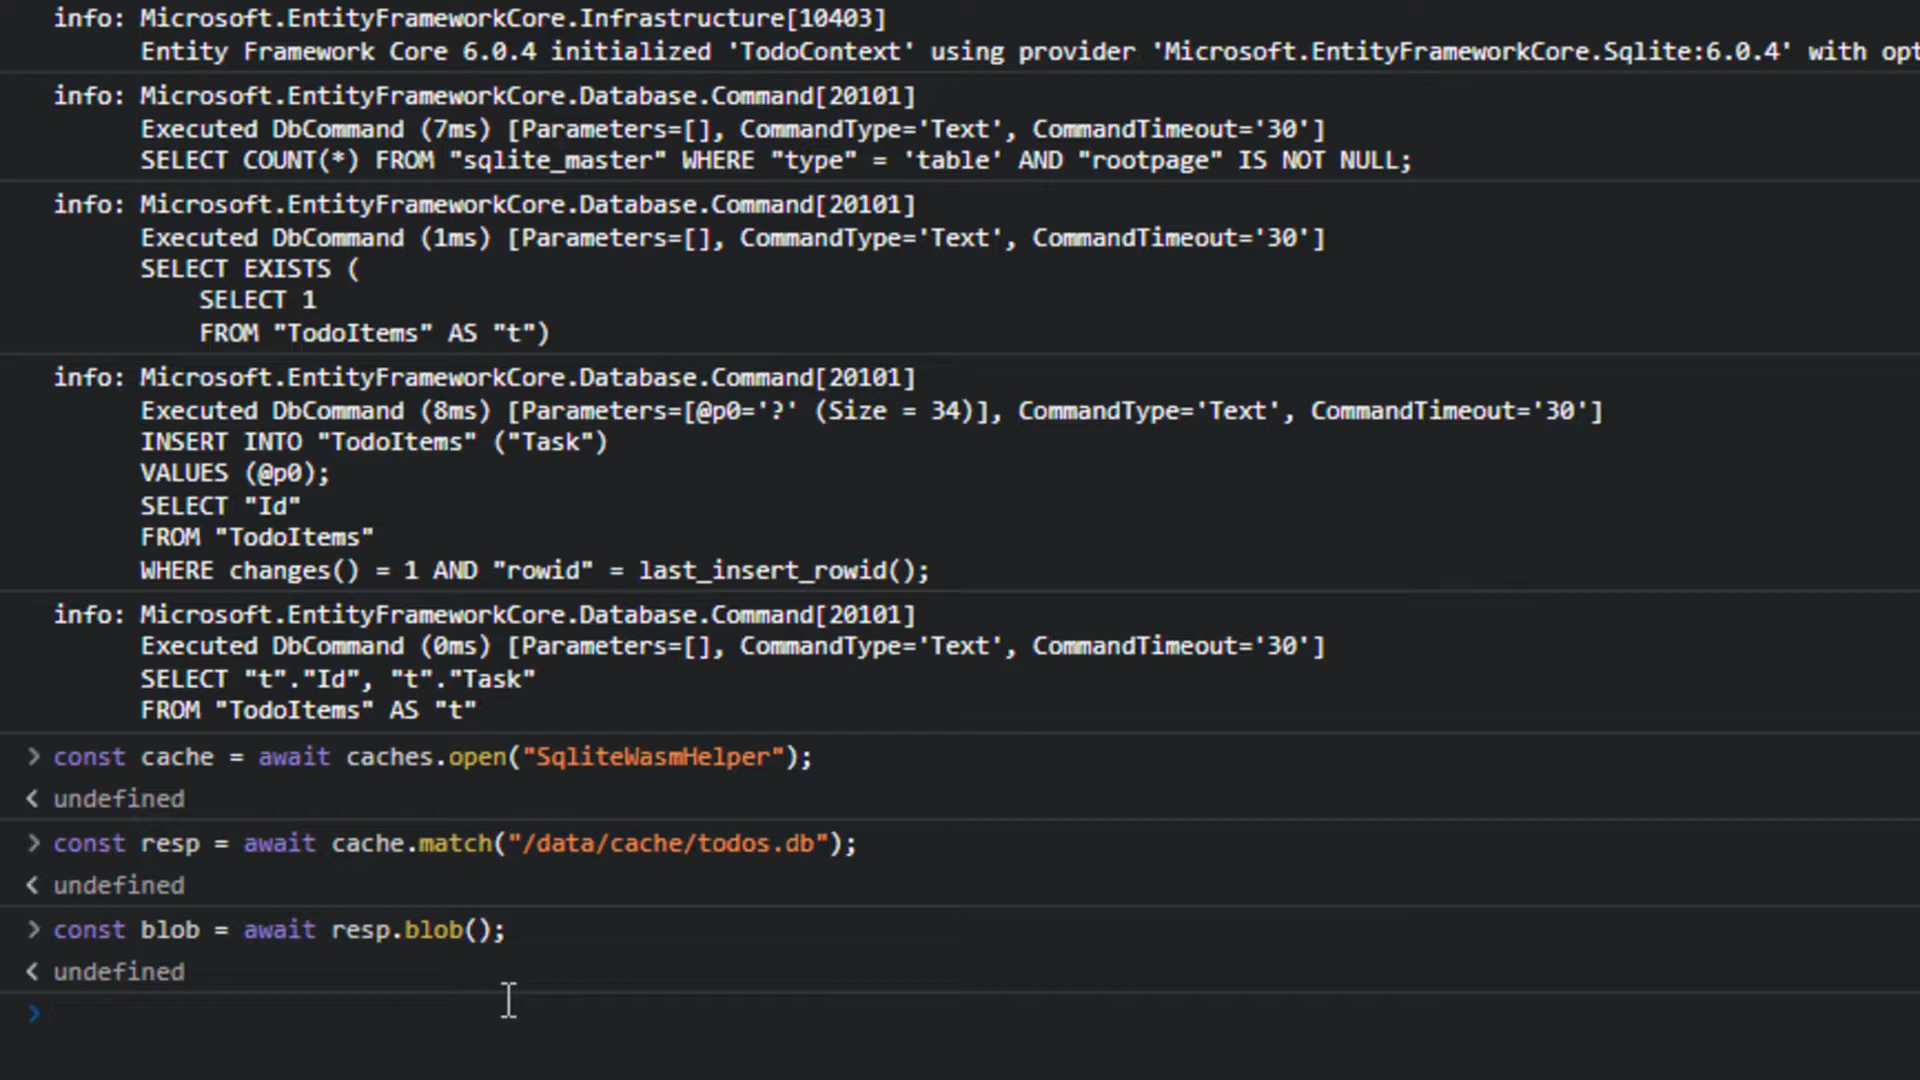 info: Microsoft.EntityFrameworkCore.Infrastructure[10403]
Entity Framework Core 6.0.4 initialized 'TodoContext' using provider 'Microsoft.EntityFrameworkCore.Sqlite:6.0.4' with opt
info: Microsoft.EntityFrameworkCore.Database.Command[20101]
Executed DbCommand (7ms) [Parameters=[], CommandType='Text', CommandTimeout='30']
SELECT COUNT(*) FROM "sqlite_master" WHERE "type" = 'table' AND "rootpage" IS NOT NULL;
info: Microsoft.EntityFrameworkCore.Database.Command[20101]
Executed DbCommand (1ms) [Parameters=[], CommandType='Text', CommandTimeout='30']
SELECT EXISTS (
SELECT 1
FROM "TodoItems" AS "t")
info: Microsoft.EntityFrameworkCore.Database.Command[20101]
Executed DbCommand (8ms) [Parameters=[@p0='?' (Size = 34)], CommandType='Text', CommandTimeout='30']
INSERT INTO "TodoItems" ("Task")
VALUES (@p0);
SELECT "Id"
FROM "TodoItems"
WHERE changes() = 1 AND "rowid" = last_insert_rowid();
info: Microsoft.EntityFrameworkCore.Database.Command[20101]
Executed DbCommand (0ms) [Parameters=[], CommandType='Text', CommandTimeout='30']
SELECT "t"."Id", "t"."Task"
FROM "TodoItems" AS "t"
> const cache = await caches.open("SqliteWasmHelper");
< undefined
> const resp = await cache.match("/data/cache/todos.db");
< undefined
> const blob = await resp.blob();
< undefined
>